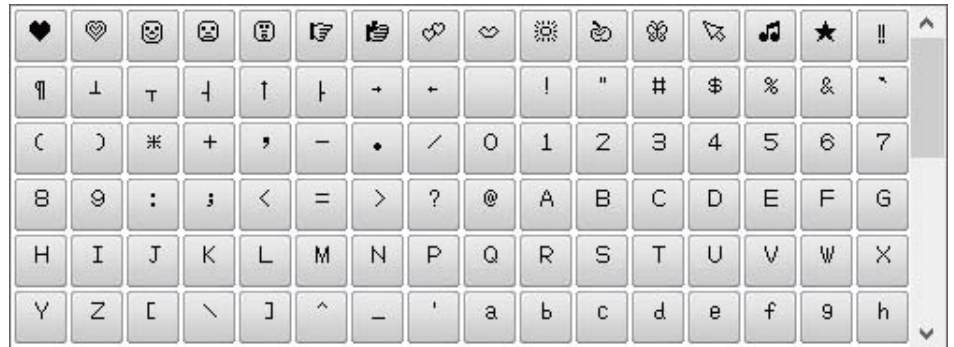 ♥ 💗 ☺ ☹ 😮 ☞ 👍 💕 👄 ☼ 🍎 🦋 ⇱ ♫ ★ ‼
¶ ┴ ┬ ┤ ↑ ├ → ← ! " # $ % & `
( ) * + , - . / 0 1 2 3 4 5 6 7
8 9 : ; < = > ? @ A B C D E F G
H I J K L M N P Q R S T U V W X
Y Z [ \ ] ^ _ ' a b c d e f g h